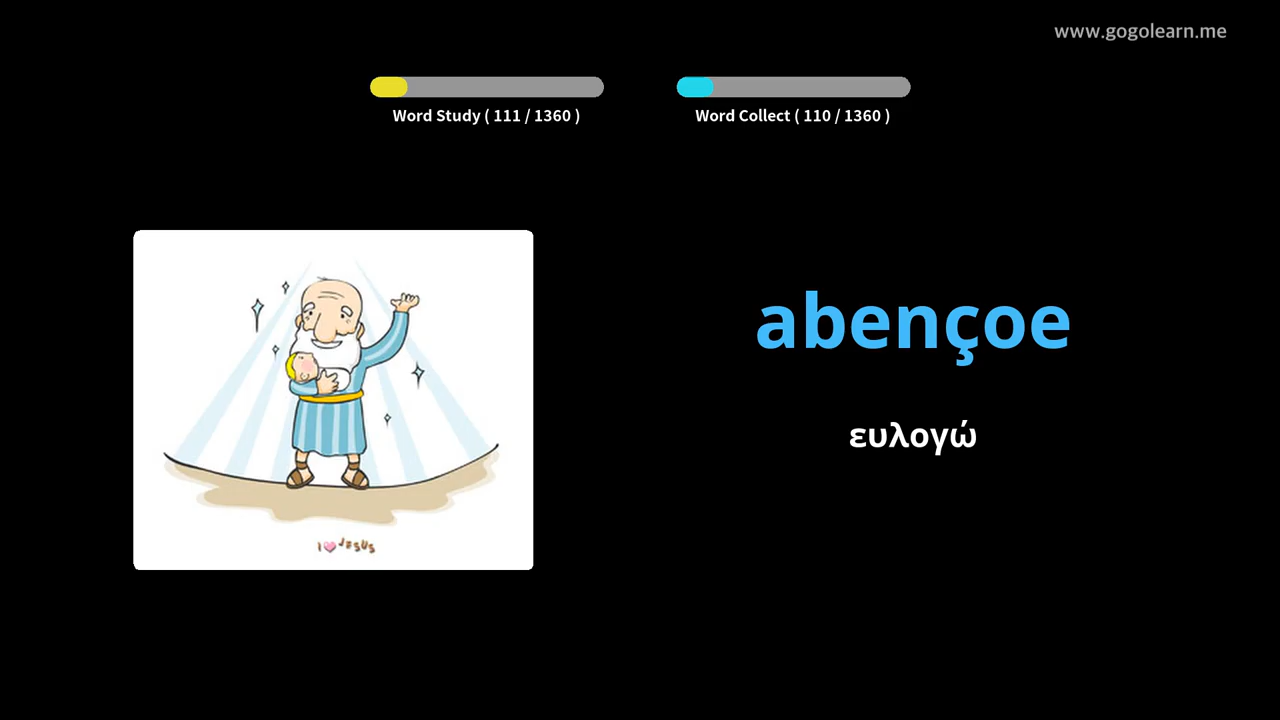 www.gogolearn.me
Word Study ( 111 / 1360 )
Word Collect ( 110 / 1360 )
abençoe
ευλογώ
I JESUS